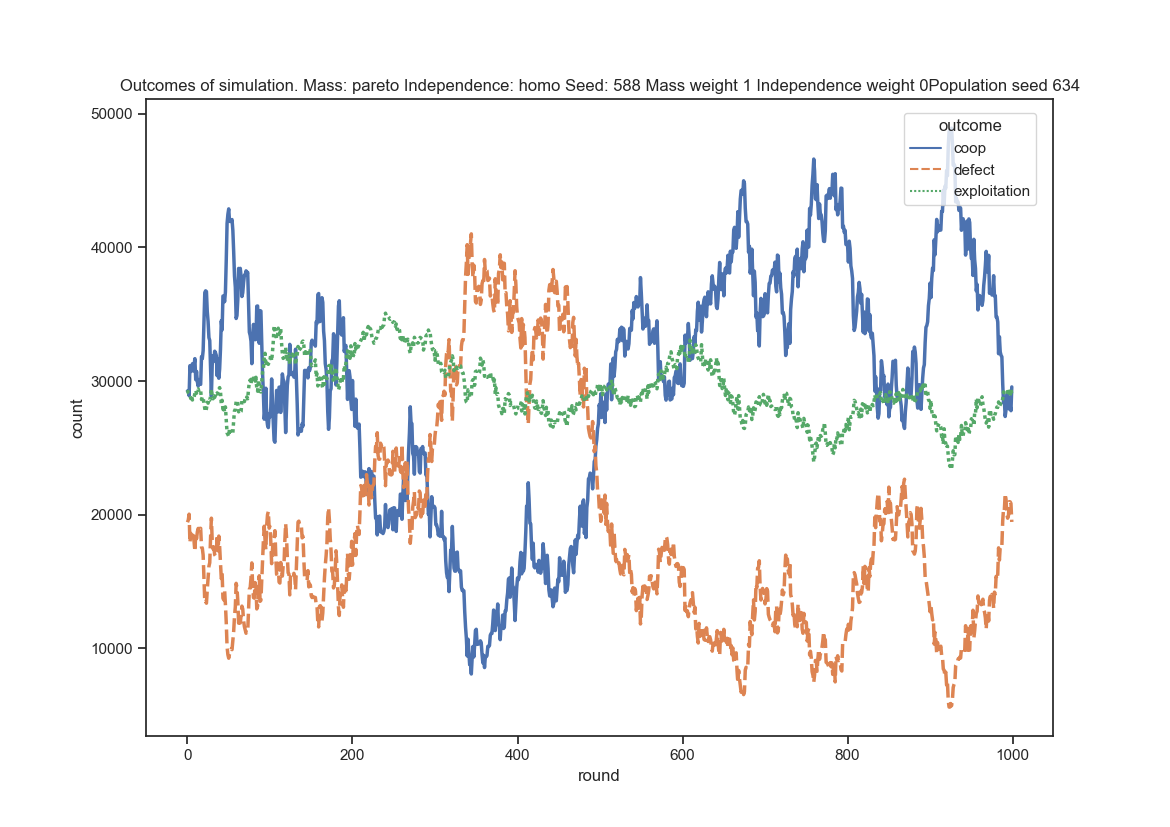 Outcomes of simulation. Mass: pareto Independence: homo Seed: 588 Mass weight 1 Independence weight 0Population seed 634
50000
40000
30000
20000
10000
count
outcome
coop
defect
exploitation
0
200
400
600
800
1000
round